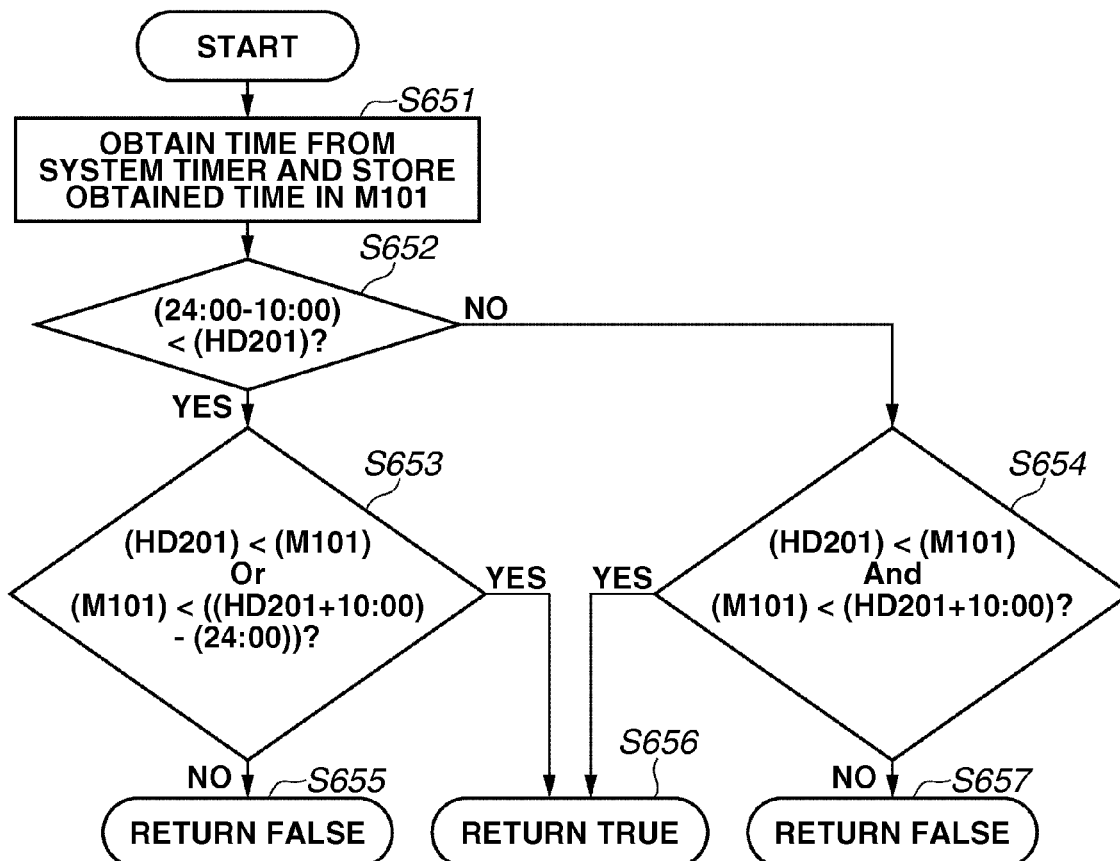 START
S651
OBTAIN TIME FROM
SYSTEM TIMER AND STORE
OBTAINED TIME IN M101
S652
(24:00-10:00)
< (HD201)?
NO
YES
S653
(HD201) < (M101)
Or
(M101) < ((HD201+10:00)
- (24:00))?
YES
NO
S654
(HD201) < (M101)
And
(M101) < (HD201+10:00)?
YES
NO
S655
RETURN FALSE
S656
RETURN TRUE
S657
RETURN FALSE